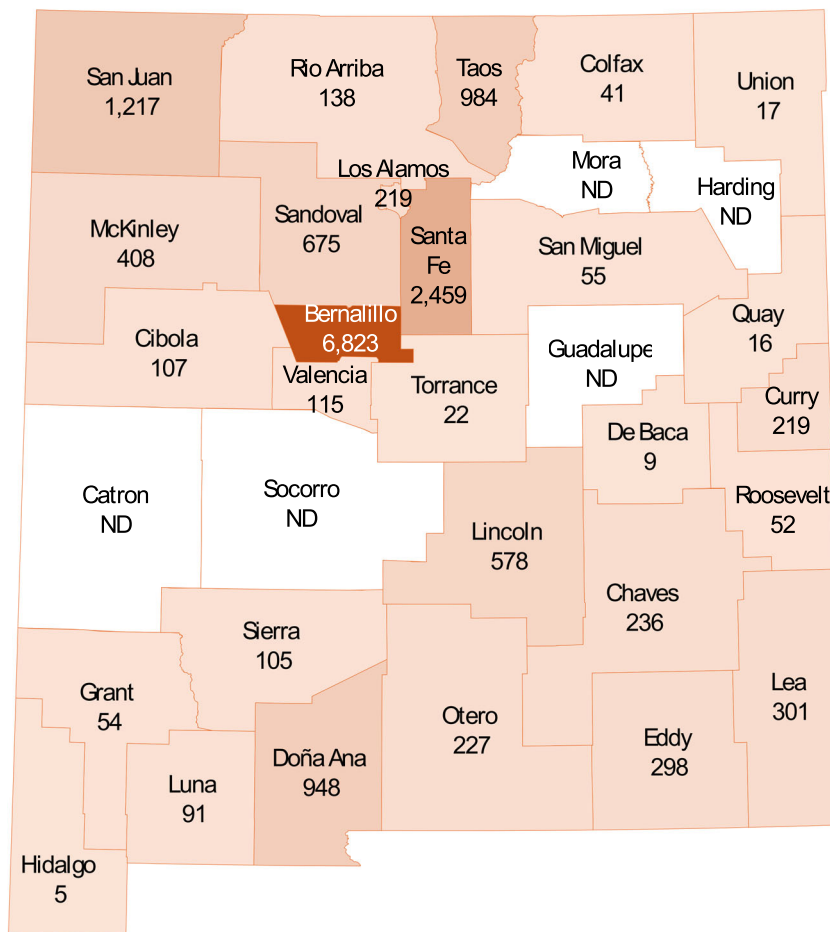 San Juan
1,217
Rio Arriba
138
Taos
984
Colfax
41
Union
17
Mora
ND
Harding
ND
Los Alamos
219
Sandoval
675
McKinley
408
Santa
Fe
2,459
San Miguel
55
Bernalillo
6,823
Quay
16
Cibola
107
Guadalupe
ND
Valencia
115
Torrance
22
Curry
219
De Baca
9
Catron
ND
Socorro
ND
Roosevelt
52
Lincoln
578
Chaves
236
Sierra
105
Grant
54
Lea
301
Otero
227
Eddy
298
Doña Ana
948
Luna
91
Hidalgo
5